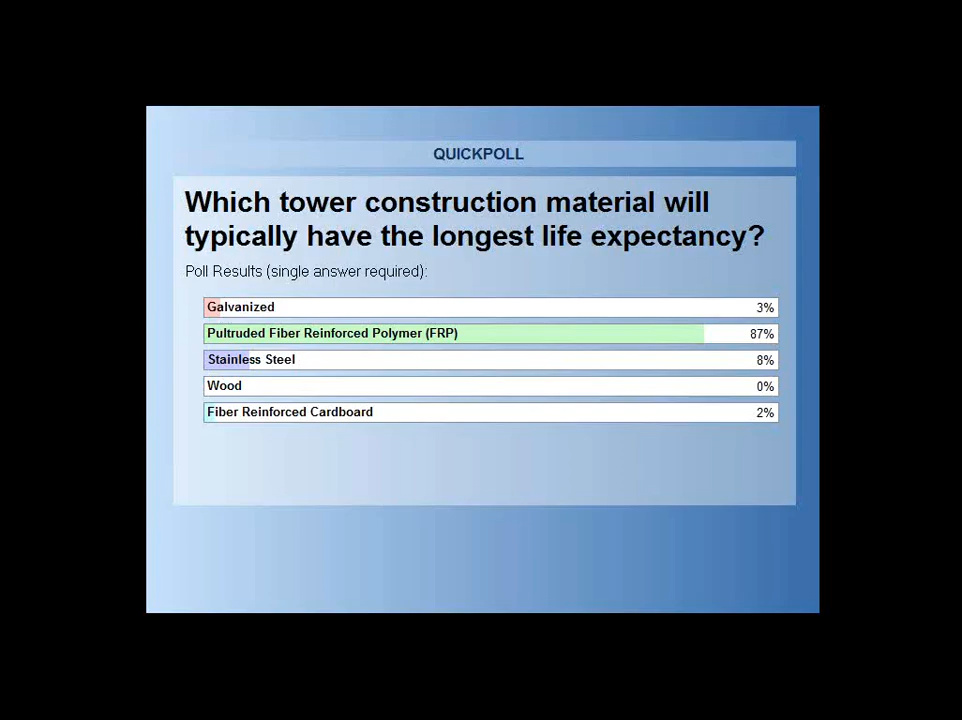 QUICKPOLL
Which tower construction material will
typically have the longest life expectancy?
Poll Results (single answer required):
Galvanized 3%
Pultruded Fiber Reinforced Polymer (FRP) 87%
Stainless Steel 8%
Wood 0%
Fiber Reinforced Cardboard 2%